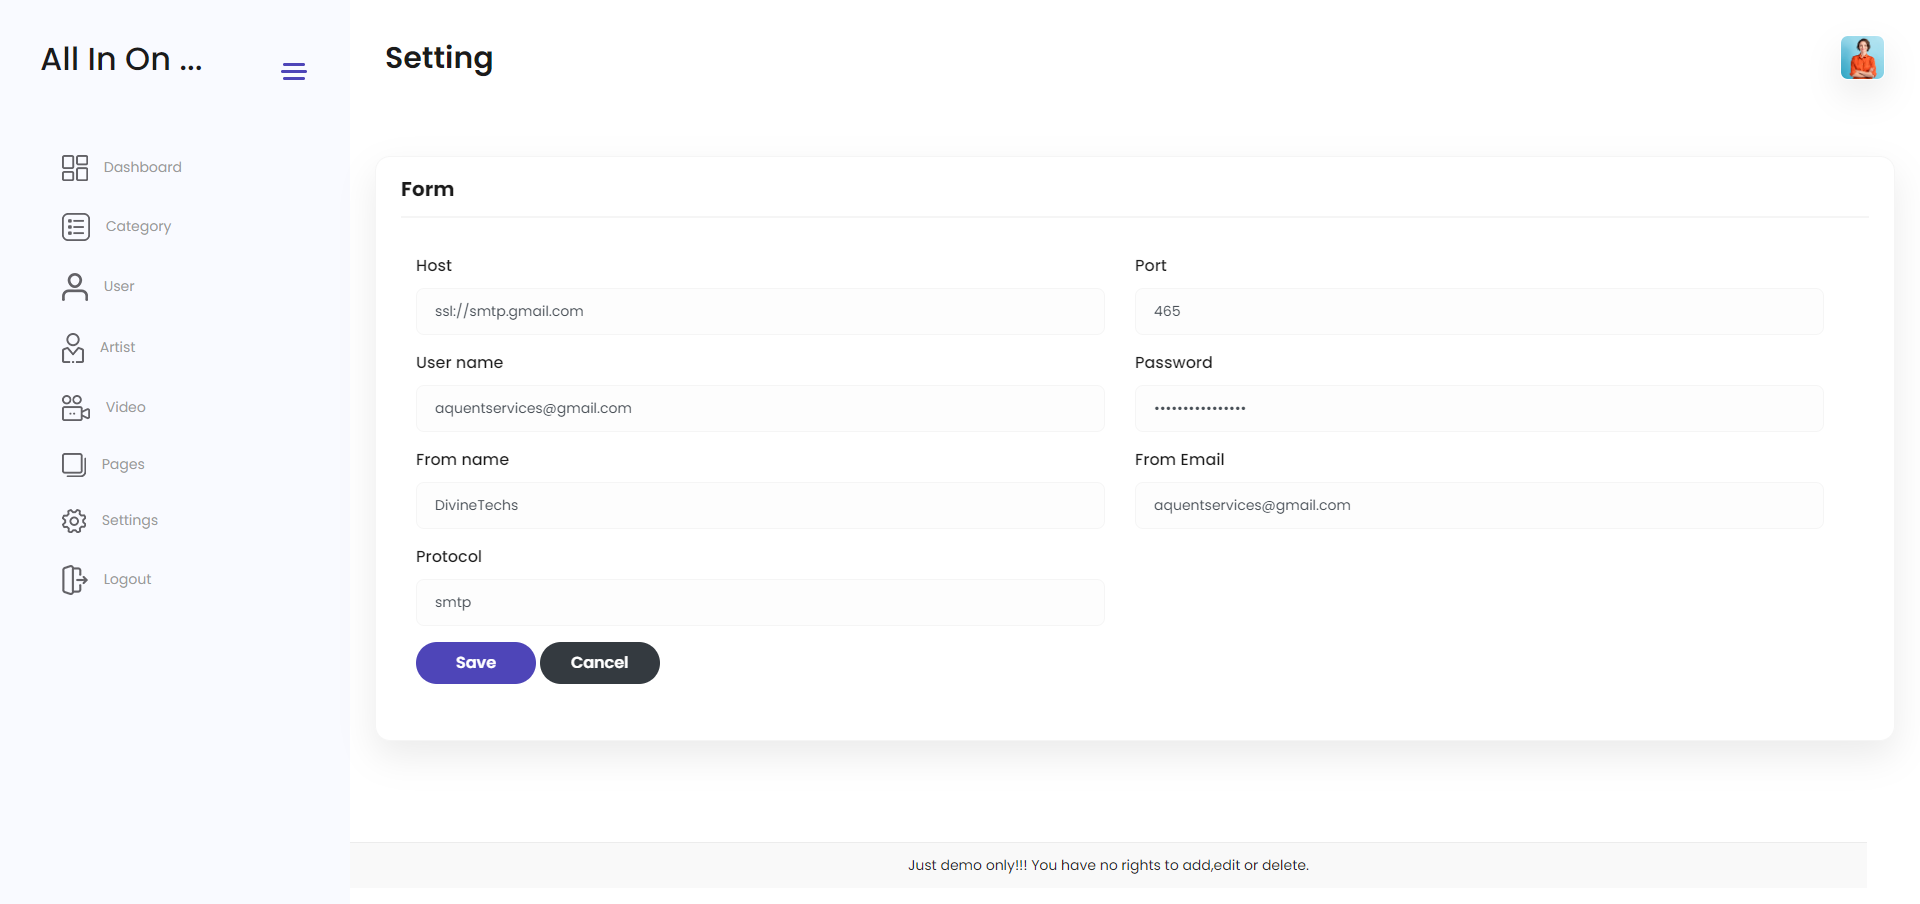 All In On ...
Setting
Dashboard
Category
User
Artist
Video
Pages
Settings
Logout
Form
Host
Port
ssl://smtp.gmail.com
465
User name
Password
aquentservices@gmail.com
••••••••••••••••
From name
From Email
DivineTechs
aquentservices@gmail.com
Protocol
smtp
Save
Cancel
Just demo only!!! You have no rights to add,edit or delete.